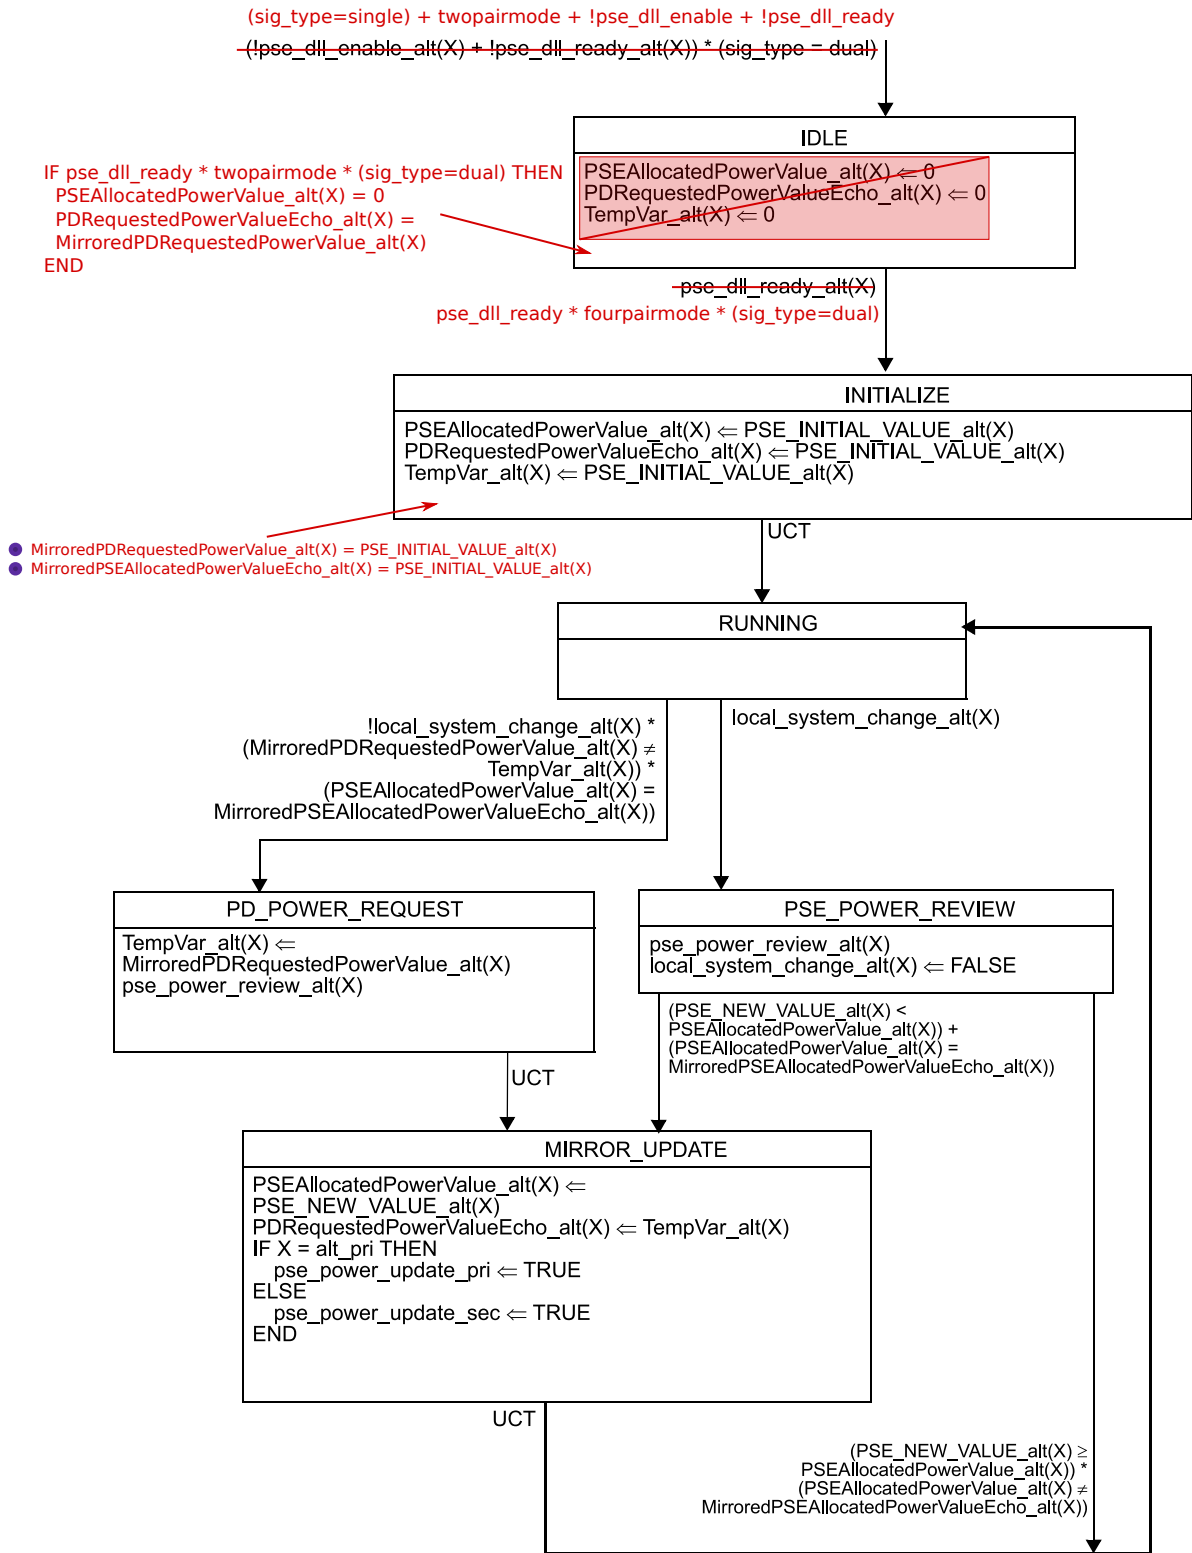 (sig_type=single) + twopairmode + !pse_dll_enable + !pse_dll_ready
(!pse_dll_enable_alt(X) + !pse_dll_ready_alt(X)) * (sig_type = dual)
IDLE
IF pse_dll_ready * twopairmode * (sig_type=dual) THEN
PSEAllocatedPowerValue_alt(X) = 0
PDRequestedPowerValueEcho_alt(X) =
MirroredPDRequestedPowerValue_alt(X)
END
PSEAllocatedPowerValue_alt(X) ⇐ 0
PDRequestedPowerValueEcho_alt(X) ⇐ 0
TempVar_alt(X) ⇐ 0
pse_dll_ready_alt(X)
pse_dll_ready * fourpairmode * (sig_type=dual)
INITIALIZE
PSEAllocatedPowerValue_alt(X) ⇐ PSE_INITIAL_VALUE_alt(X)
PDRequestedPowerValueEcho_alt(X) ⇐ PSE_INITIAL_VALUE_alt(X)
TempVar_alt(X) ⇐ PSE_INITIAL_VALUE_alt(X)
UCT
● MirroredPDRequestedPowerValue_alt(X) = PSE_INITIAL_VALUE_alt(X)
● MirroredPSEAllocatedPowerValueEcho_alt(X) = PSE_INITIAL_VALUE_alt(X)
RUNNING
!local_system_change_alt(X) *
(MirroredPDRequestedPowerValue_alt(X) ≠
TempVar_alt(X)) *
(PSEAllocatedPowerValue_alt(X) =
MirroredPSEAllocatedPowerValueEcho_alt(X))
local_system_change_alt(X)
PD_POWER_REQUEST
TempVar_alt(X) ⇐
MirroredPDRequestedPowerValue_alt(X)
pse_power_review_alt(X)
PSE_POWER_REVIEW
pse_power_review_alt(X)
local_system_change_alt(X) ⇐ FALSE
(PSE_NEW_VALUE_alt(X) <
PSEAllocatedPowerValue_alt(X)) +
(PSEAllocatedPowerValue_alt(X) =
MirroredPSEAllocatedPowerValueEcho_alt(X))
UCT
MIRROR_UPDATE
PSEAllocatedPowerValue_alt(X) ⇐
PSE_NEW_VALUE_alt(X)
PDRequestedPowerValueEcho_alt(X) ⇐ TempVar_alt(X)
IF X = alt_pri THEN
pse_power_update_pri ⇐ TRUE
ELSE
pse_power_update_sec ⇐ TRUE
END
UCT
(PSE_NEW_VALUE_alt(X) ≥
PSEAllocatedPowerValue_alt(X)) *
(PSEAllocatedPowerValue_alt(X) ≠
MirroredPSEAllocatedPowerValueEcho_alt(X))